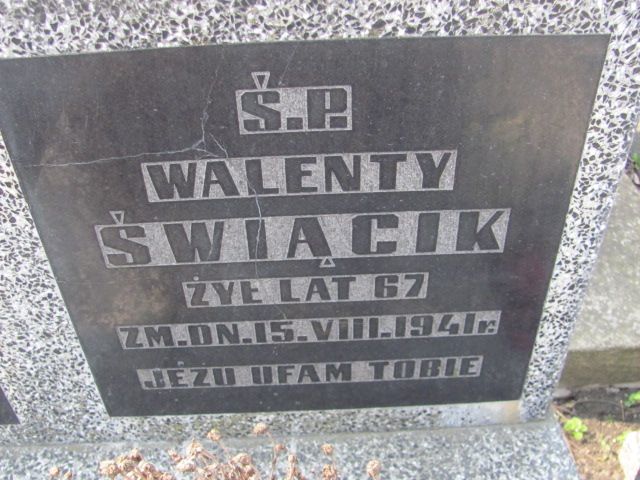 Ś.P.
WALENTY
ŚWIĄCIK
ŻYŁ LAT 67
ZM.DN.15.VIII.1941r.
JEZU UFAM TOBIE